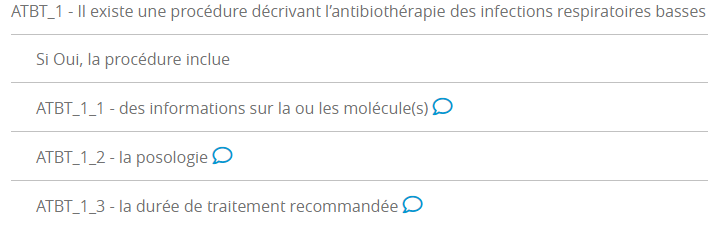 ATBT_1 - Il existe une procédure décrivant l’antibiothérapie des infections respiratoires basses
Si Oui, la procédure inclue
ATBT_1_1 - des informations sur la ou les molécule(s)
ATBT_1_2 - la posologie
ATBT_1_3 - la durée de traitement recommandée